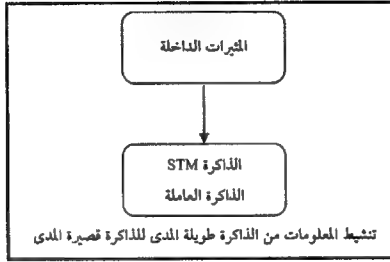 المثيرات الداخلة
الذاكرة STM
الذاكرة العاملة
تنشيط المعلومات من الذاكرة طويلة المدى للذاكرة قصيرة المدى